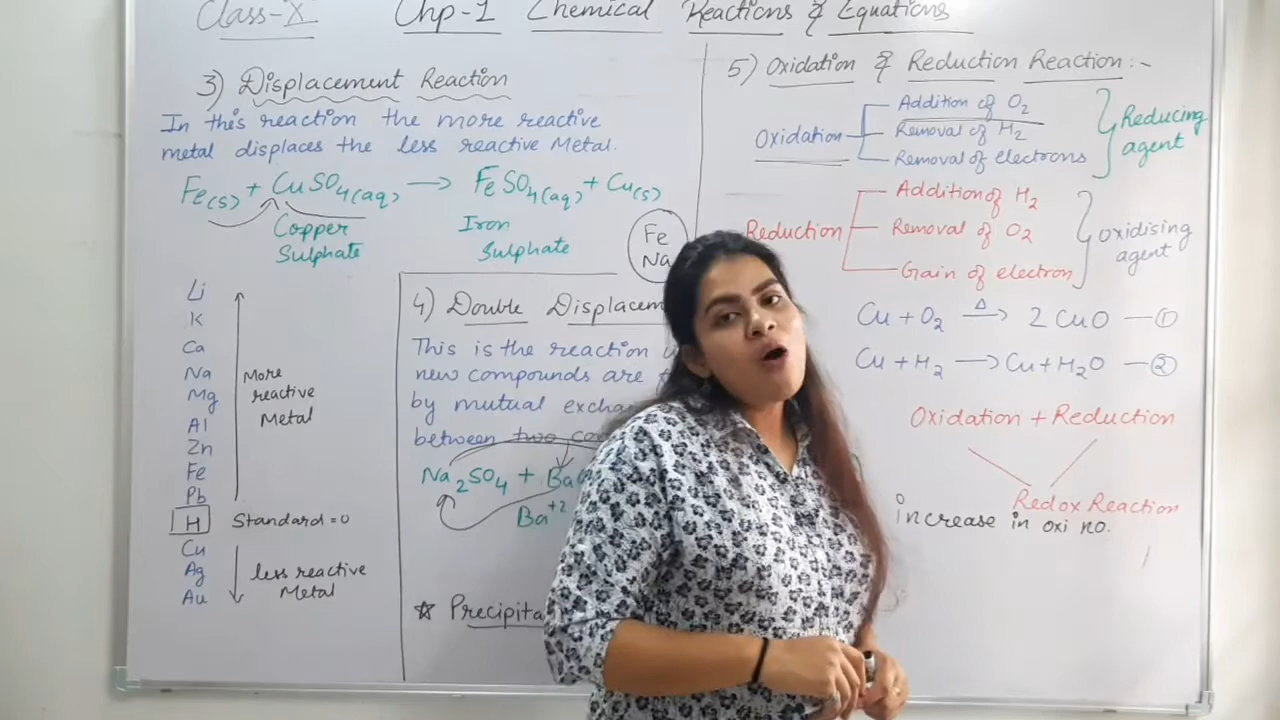 Class-X Chp-1 Chemical Reactions & Equations
3) Displacement Reaction
In this reaction the more reactive
metal displaces the less reactive Metal.
Fe(s) + CuSO4(aq) → FeSO4(aq) + Cu(s)
Copper
Sulphate
Iron
Sulphate
Fe
Na
Li
K
Ca
Na
Mg
Al
Zn
Fe
Pb
H
Cu
Ag
Au
More
reactive
Metal
Standard = 0
less reactive
Metal
4) Double Displacem
This is the reaction
new compounds are
by mutual exchan
between two co
Na2SO4 + Ba
Ba+2
☆ Precipita
5) Oxidation & Reduction Reaction :-
Oxidation
Addition of O2
Removal of H2
Removal of electrons
Reducing
agent
Reduction
Addition of H2
Removal of O2
Gain of electron
oxidising
agent
Cu + O2 Δ→ 2 CuO — ①
Cu + H2 → Cu + H2O — ②
Oxidation + Reduction
Redox Reaction
increase in oxi no.